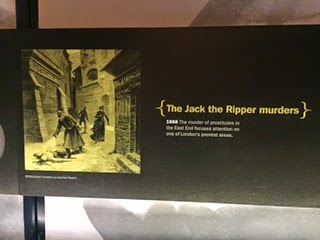 {The Jack the Ripper murders}
1888 The murder of prostitutes in
the East End focuses attention on
one of London's poorest areas.